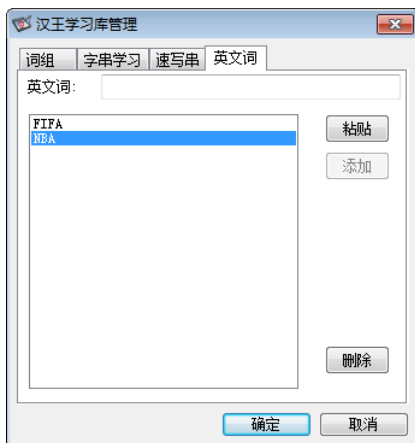 汉王学习库管理
词组 字串学习 速写串 英文词
英文词:
FIFA
NBA
粘贴
添加
删除
确定 取消